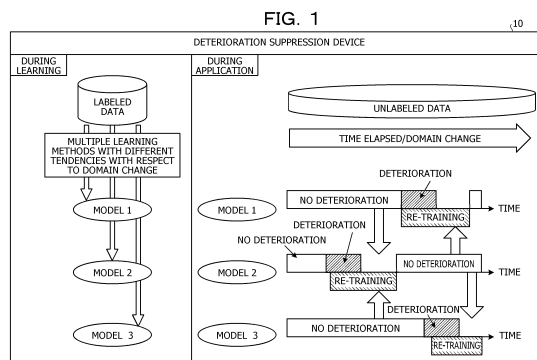 FIG. 1
10
DETERIORATION SUPPRESSION DEVICE
DURING LEARNING
DURING APPLICATION
LABELED DATA
UNLABELED DATA
MULTIPLE LEARNING
METHODS WITH DIFFERENT
TENDENCIES WITH RESPECT
TO DOMAIN CHANGE
TIME ELAPSED/DOMAIN CHANGE
DETERIORATION
NO DETERIORATION
MODEL 1
MODEL 1
RE-TRAINING
TIME
DETERIORATION
NO DETERIORATION
MODEL 2
MODEL 2
NO DETERIORATION
TIME
RE-TRAINING
DETERIORATION
MODEL 3
MODEL 3
NO DETERIORATION
TIME
RE-TRAINING